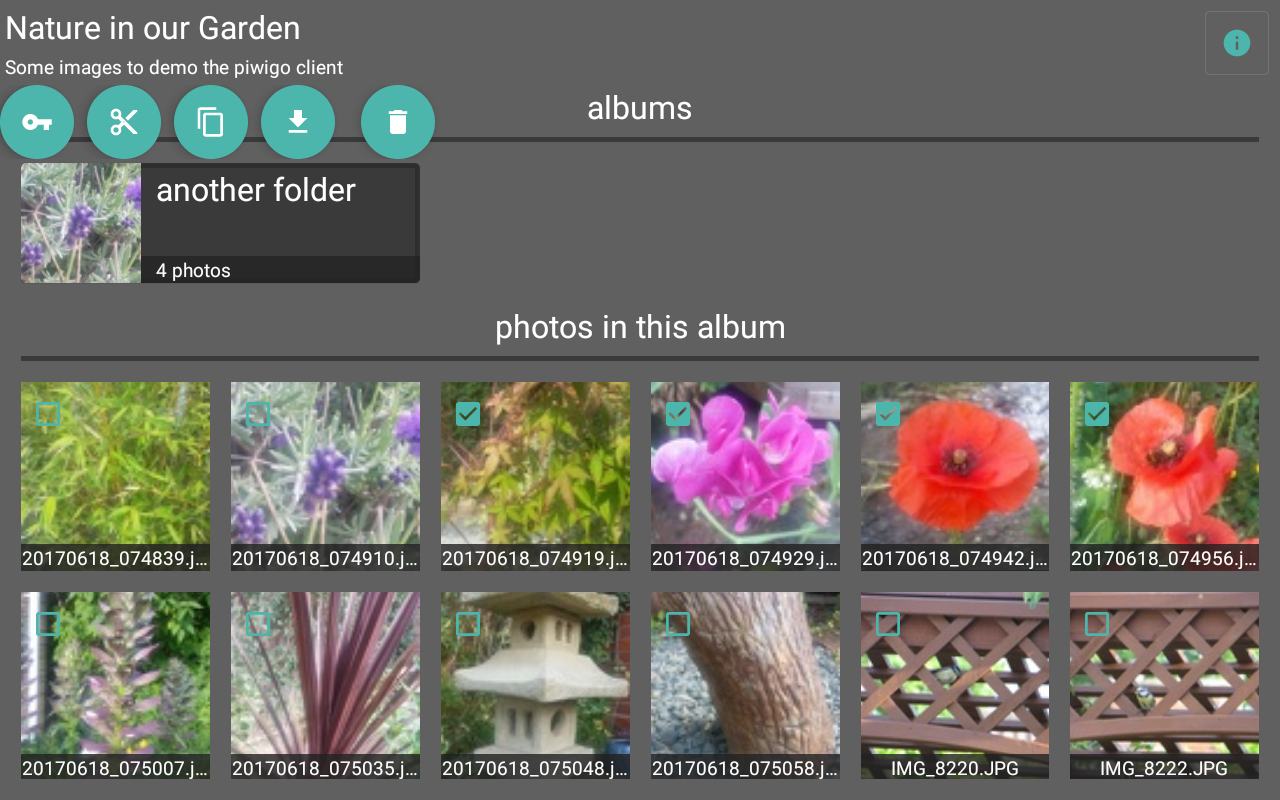 Nature in our Garden
Some images to demo the piwigo client
albums
another folder
4 photos
photos in this album
20170618_074839.j...
20170618_074910.j...
20170618_074919.j...
20170618_074929.j...
20170618_074942.j...
20170618_074956.j...
20170618_075007.j...
20170618_075035.j...
20170618_075048.j...
20170618_075058.j...
IMG_8220.JPG
IMG_8222.JPG